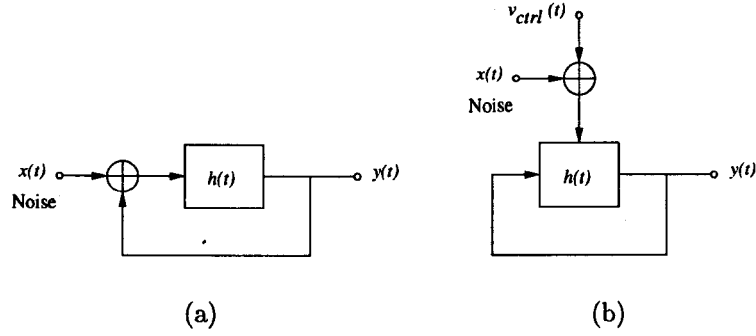 v_ctrl (t)
x(t)
Noise
x(t)
Noise
h(t)
y(t)
h(t)
y(t)
(a)
(b)